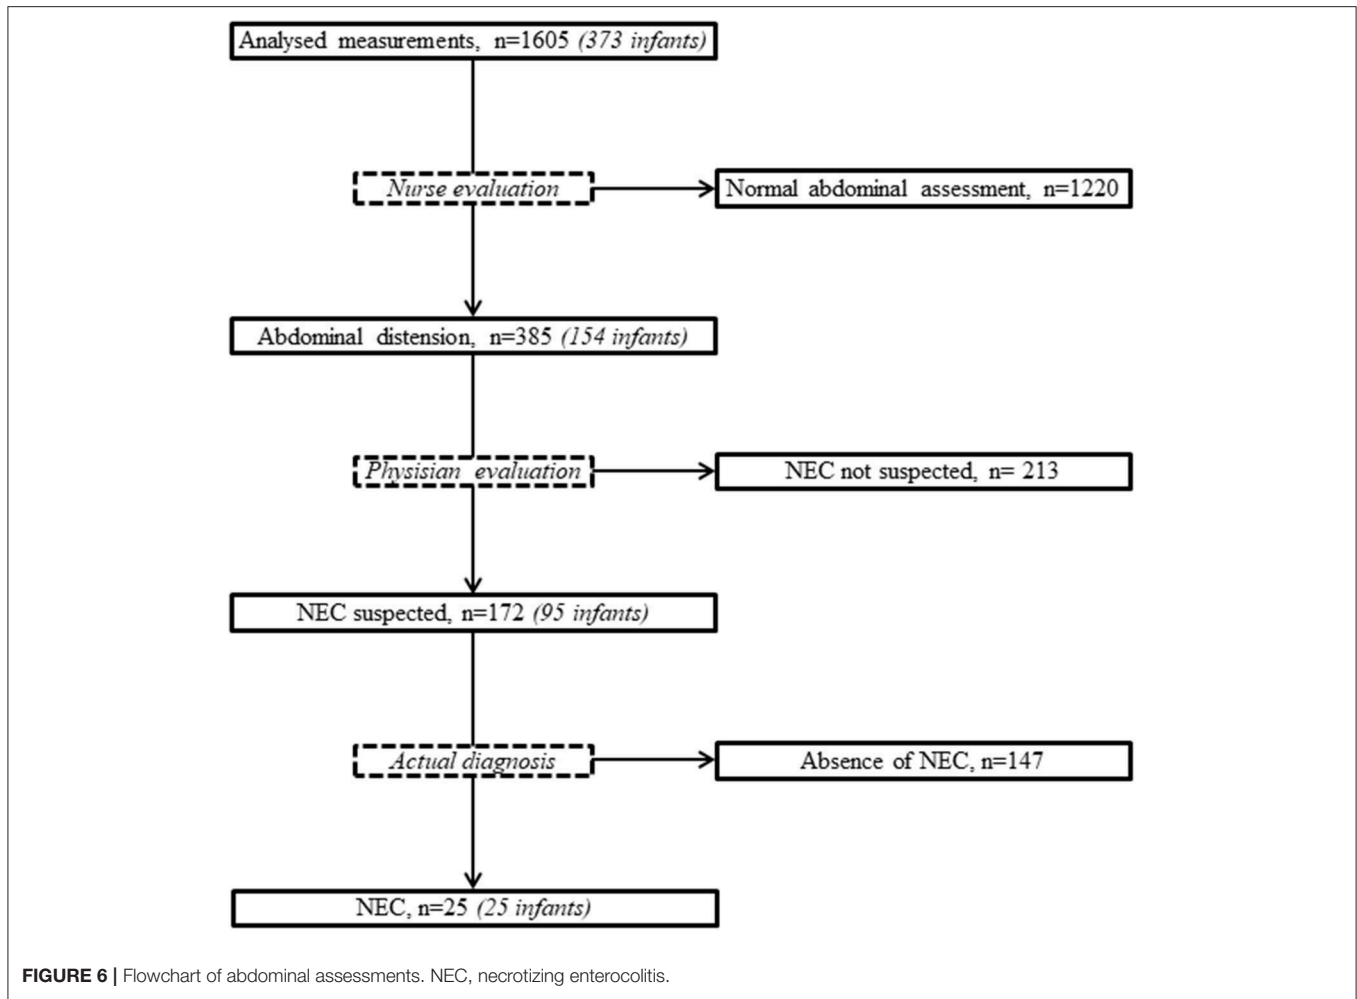 Analysed measurements, n=1605 (373 infants)
Nurse evaluation
Normal abdominal assessment, n=1220
Abdominal distension, n=385 (154 infants)
Physisian evaluation
NEC not suspected, n= 213
NEC suspected, n=172 (95 infants)
Actual diagnosis
Absence of NEC, n=147
NEC, n=25 (25 infants)
FIGURE 6 | Flowchart of abdominal assessments. NEC, necrotizing enterocolitis.